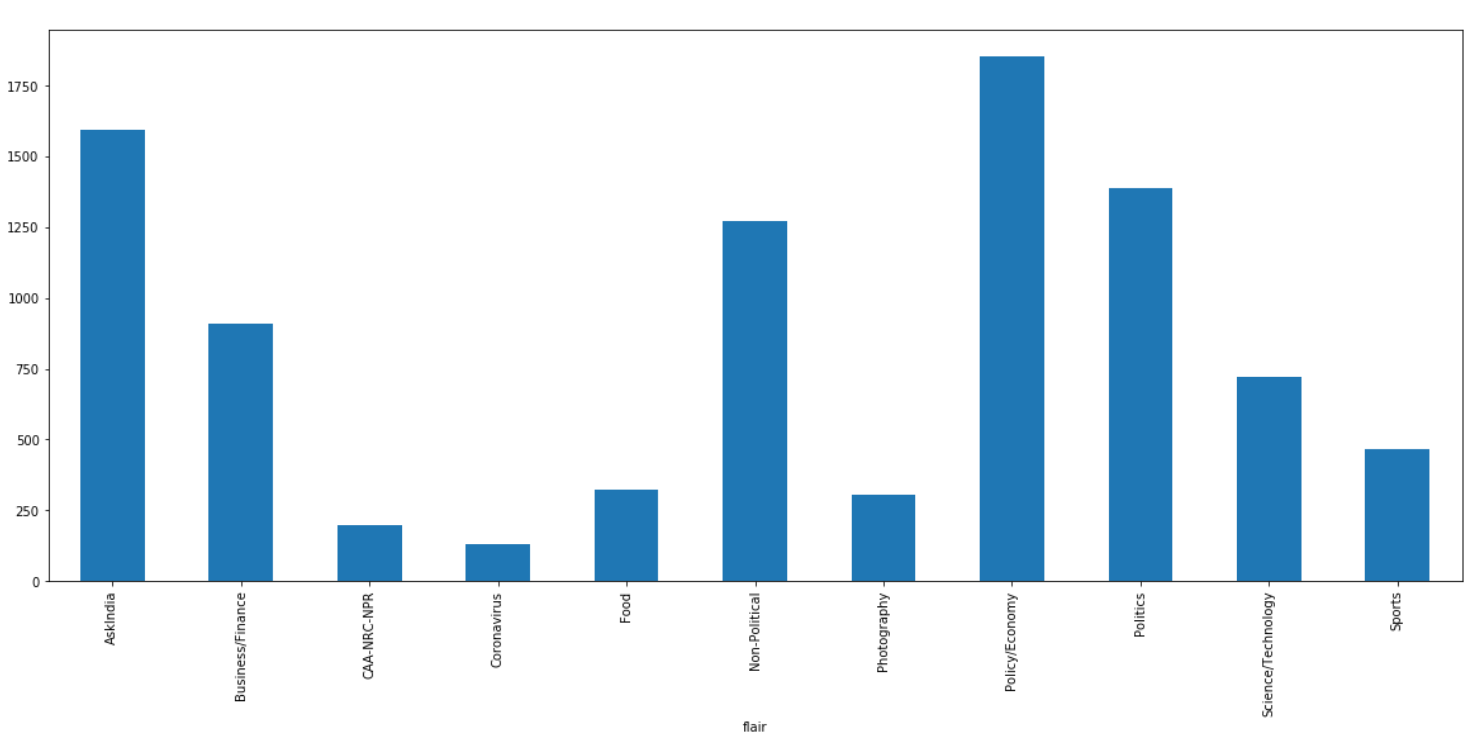 1750
1500
1250
1000
750
500
250
0
AskIndia
Business/Finance
CAA-NRC-NPR
Coronavirus
Food
Non-Political
Photography
Policy/Economy
Politics
Science/Technology
Sports
flair